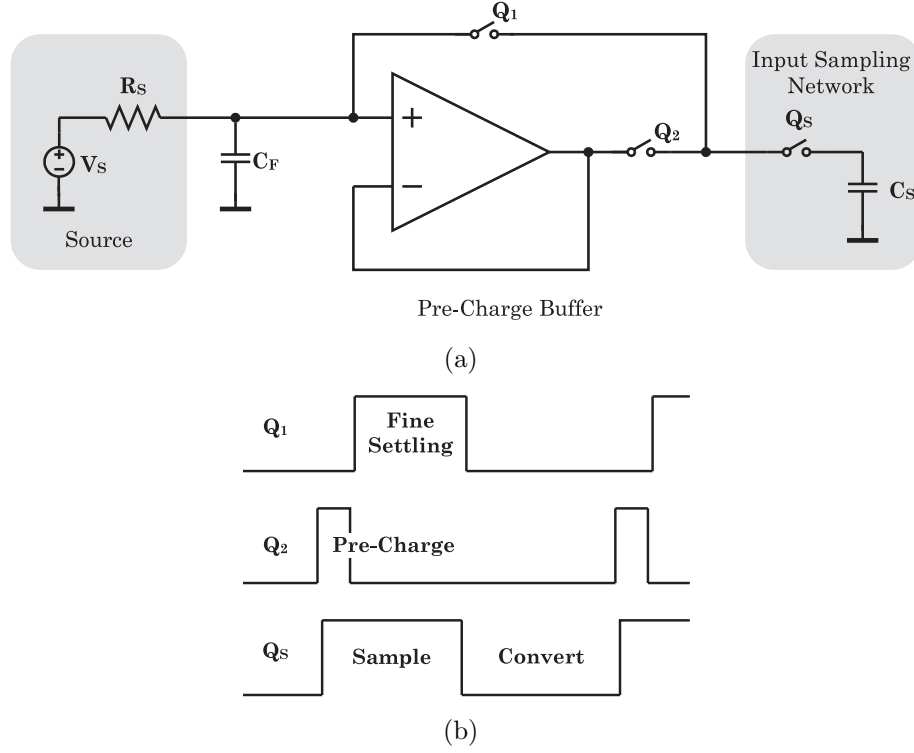 Q1
Input Sampling
Network
RS
QS
Q2
+
+
−
VS
CF
−
CS
Source
Pre-Charge Buffer
(a)
Q1
Fine
Settling
Q2
Pre-Charge
QS
Sample
Convert
(b)